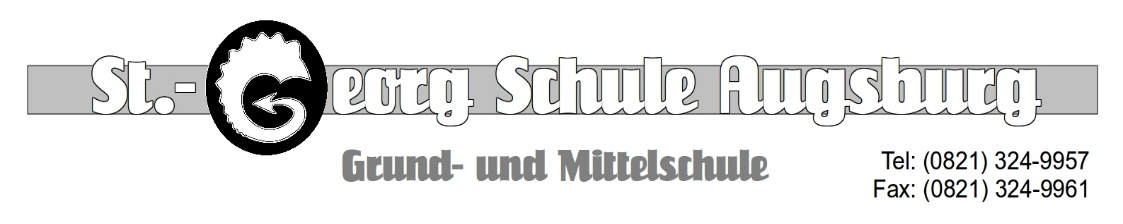 St.-Georg Schule Augsburg
Grund- und Mittelschule
Tel: (0821) 324-9957
Fax: (0821) 324-9961